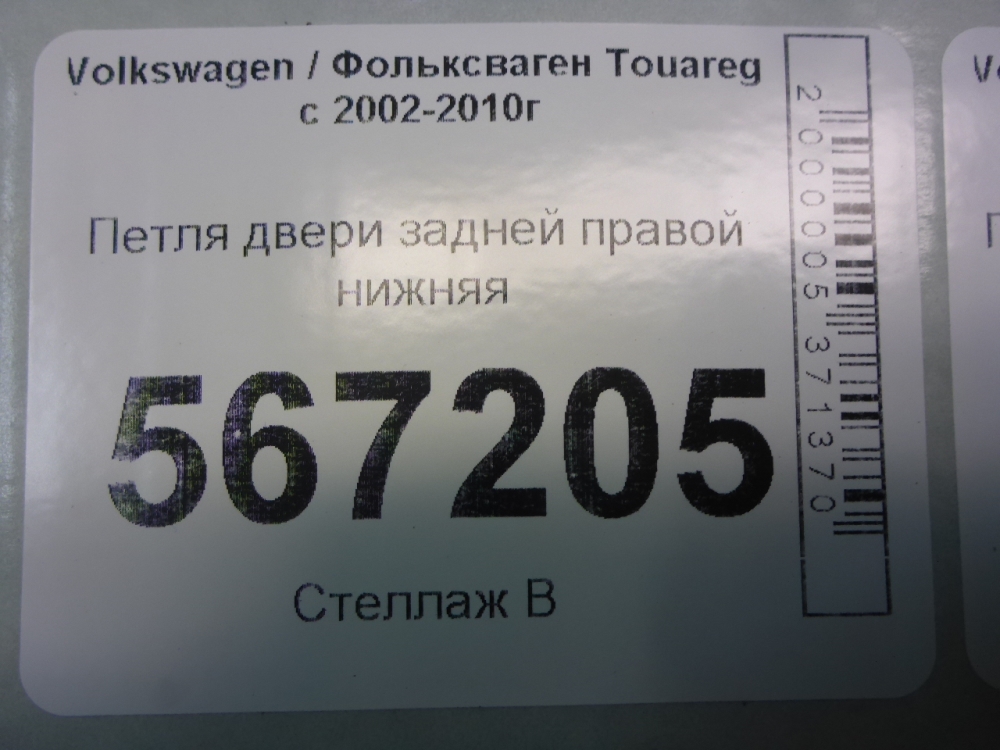 Volkswagen / Фольксваген Touareg
с 2002-2010г
Петля двери задней правой
нижняя
567205
Стеллаж В
2000005371370